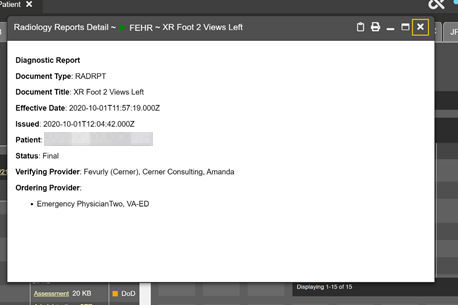 Patient ✕
Radiology Reports Detail ~ FEHR ~ XR Foot 2 Views Left
Diagnostic Report
Document Type: RADRPT
Document Title: XR Foot 2 Views Left
Effective Date: 2020-10-01T11:57:19.000Z
Issued: 2020-10-01T12:04:42.000Z
Patient:
Status: Final
Verifying Provider: Fevurly (Cerner), Cerner Consulting, Amanda
Ordering Provider:
• Emergency PhysicianTwo, VA-ED
Assessment 20 KB
DoD
Displaying 1-15 of 15